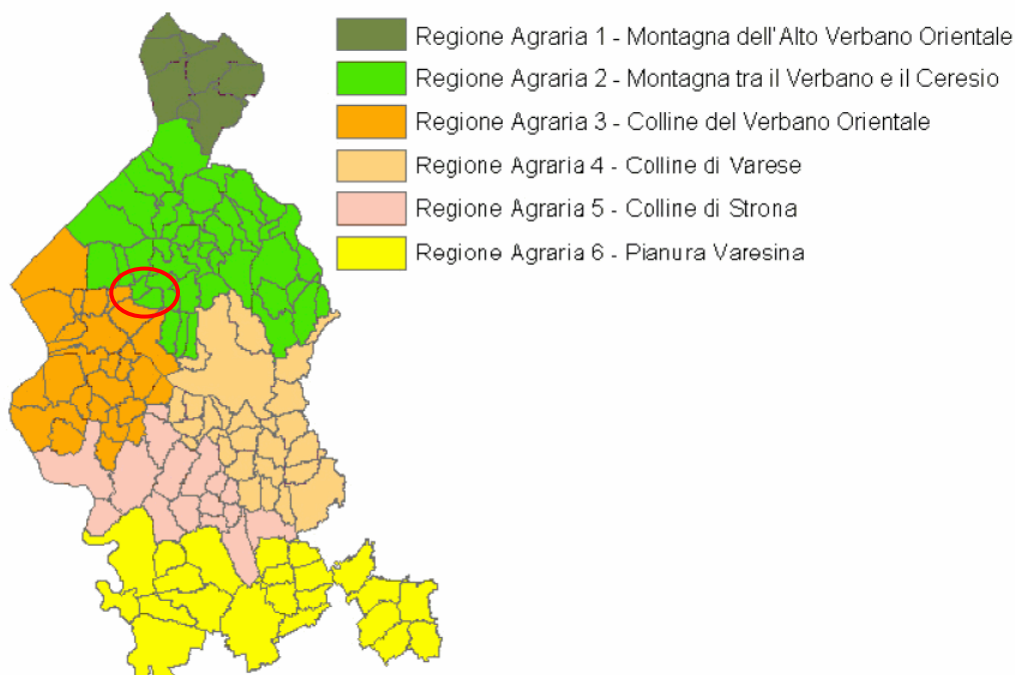 Regione Agraria 1 - Montagna dell'Alto Verbano Orientale
Regione Agraria 2 - Montagna tra il Verbano e il Ceresio
Regione Agraria 3 - Colline del Verbano Orientale
Regione Agraria 4 - Colline di Varese
Regione Agraria 5 - Colline di Strona
Regione Agraria 6 - Pianura Varesina